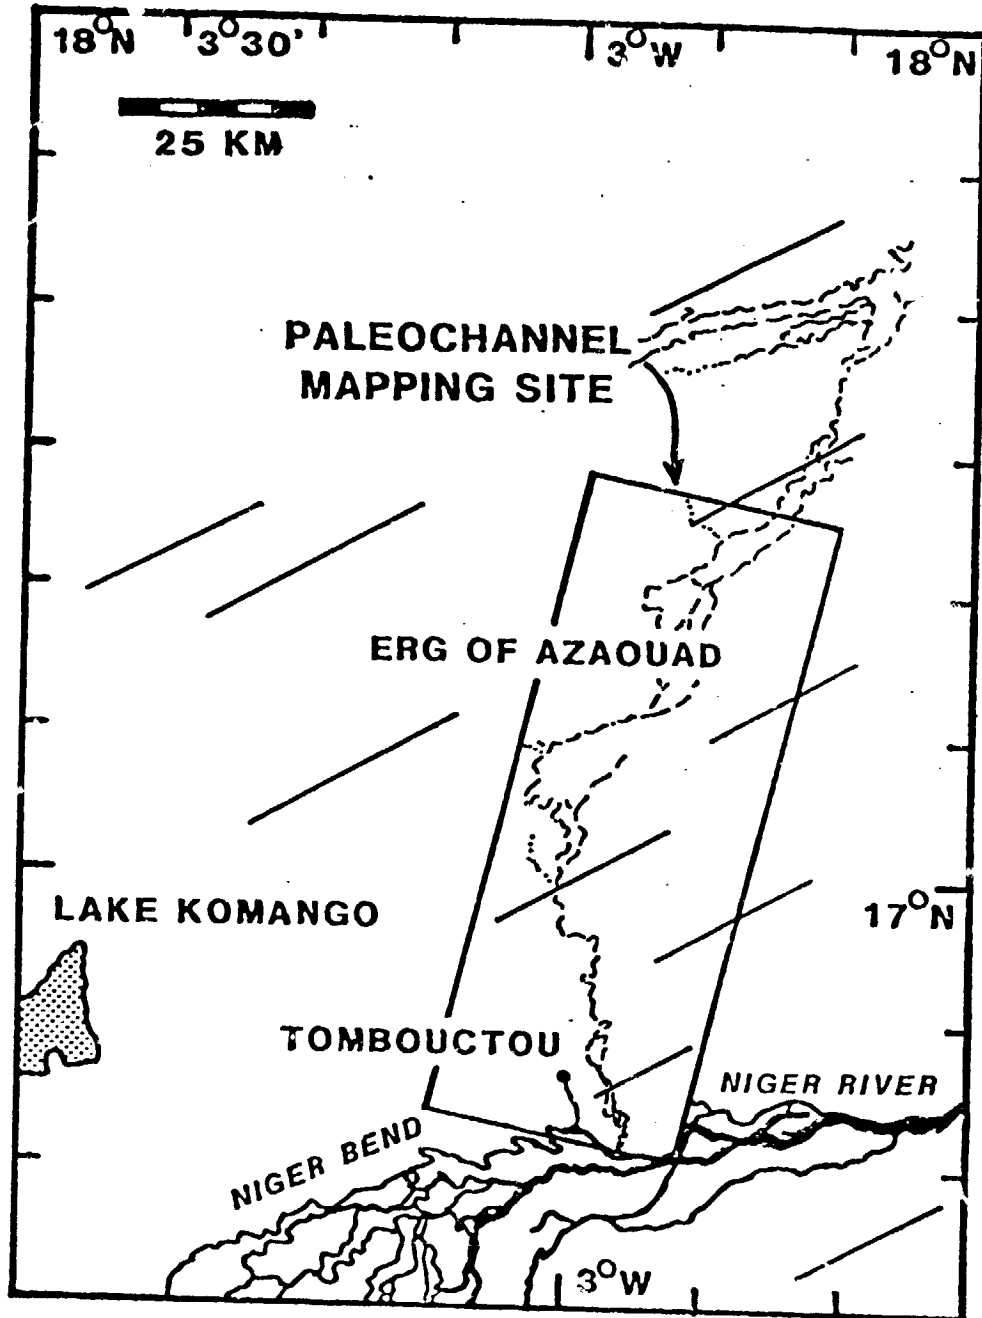 18°N 3°30' 3°W 18°N
25 KM
PALEOCHANNEL
MAPPING SITE
ERG OF AZAOUAD
LAKE KOMANGO
17°N
TOMBOUCTOU
NIGER RIVER
NIGER BEND
3°W